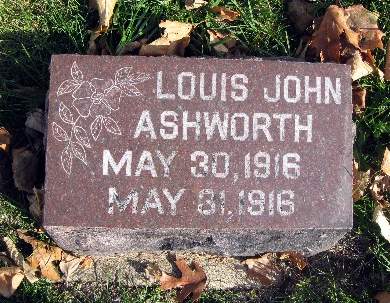 LOUIS JOHN
ASHWORTH
MAY 30, 1916
MAY 31, 1916